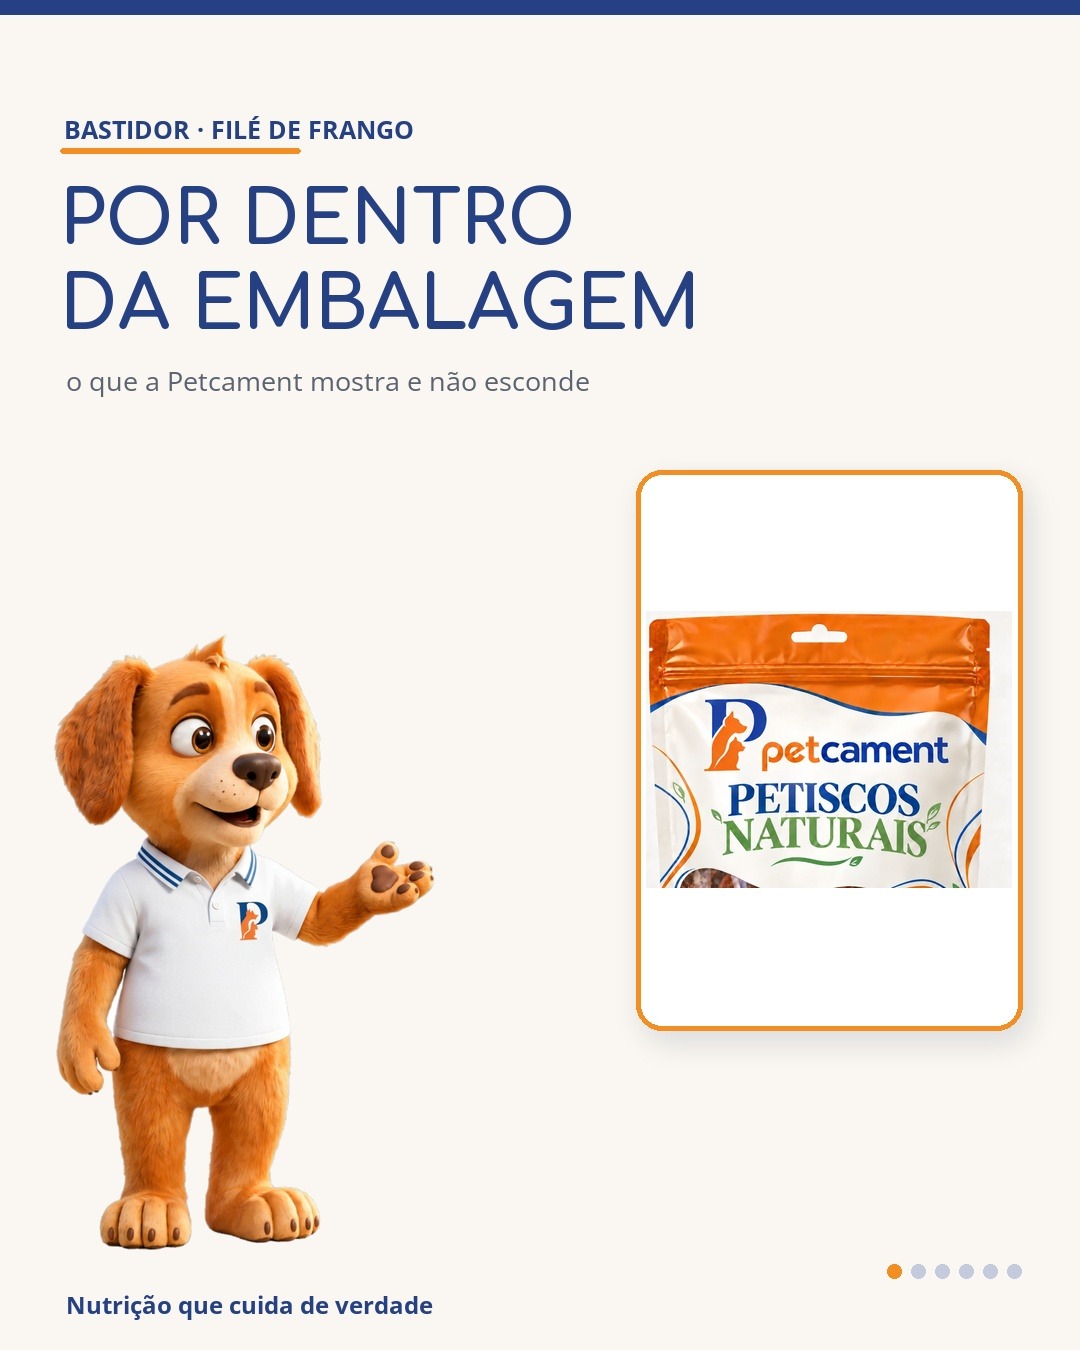 BASTIDOR · FILÉ DE FRANGO
POR DENTRO
DA EMBALAGEM
o que a Petcament mostra e não esconde
P petcament
PETISCOS
NATURAIS
P
Nutrição que cuida de verdade